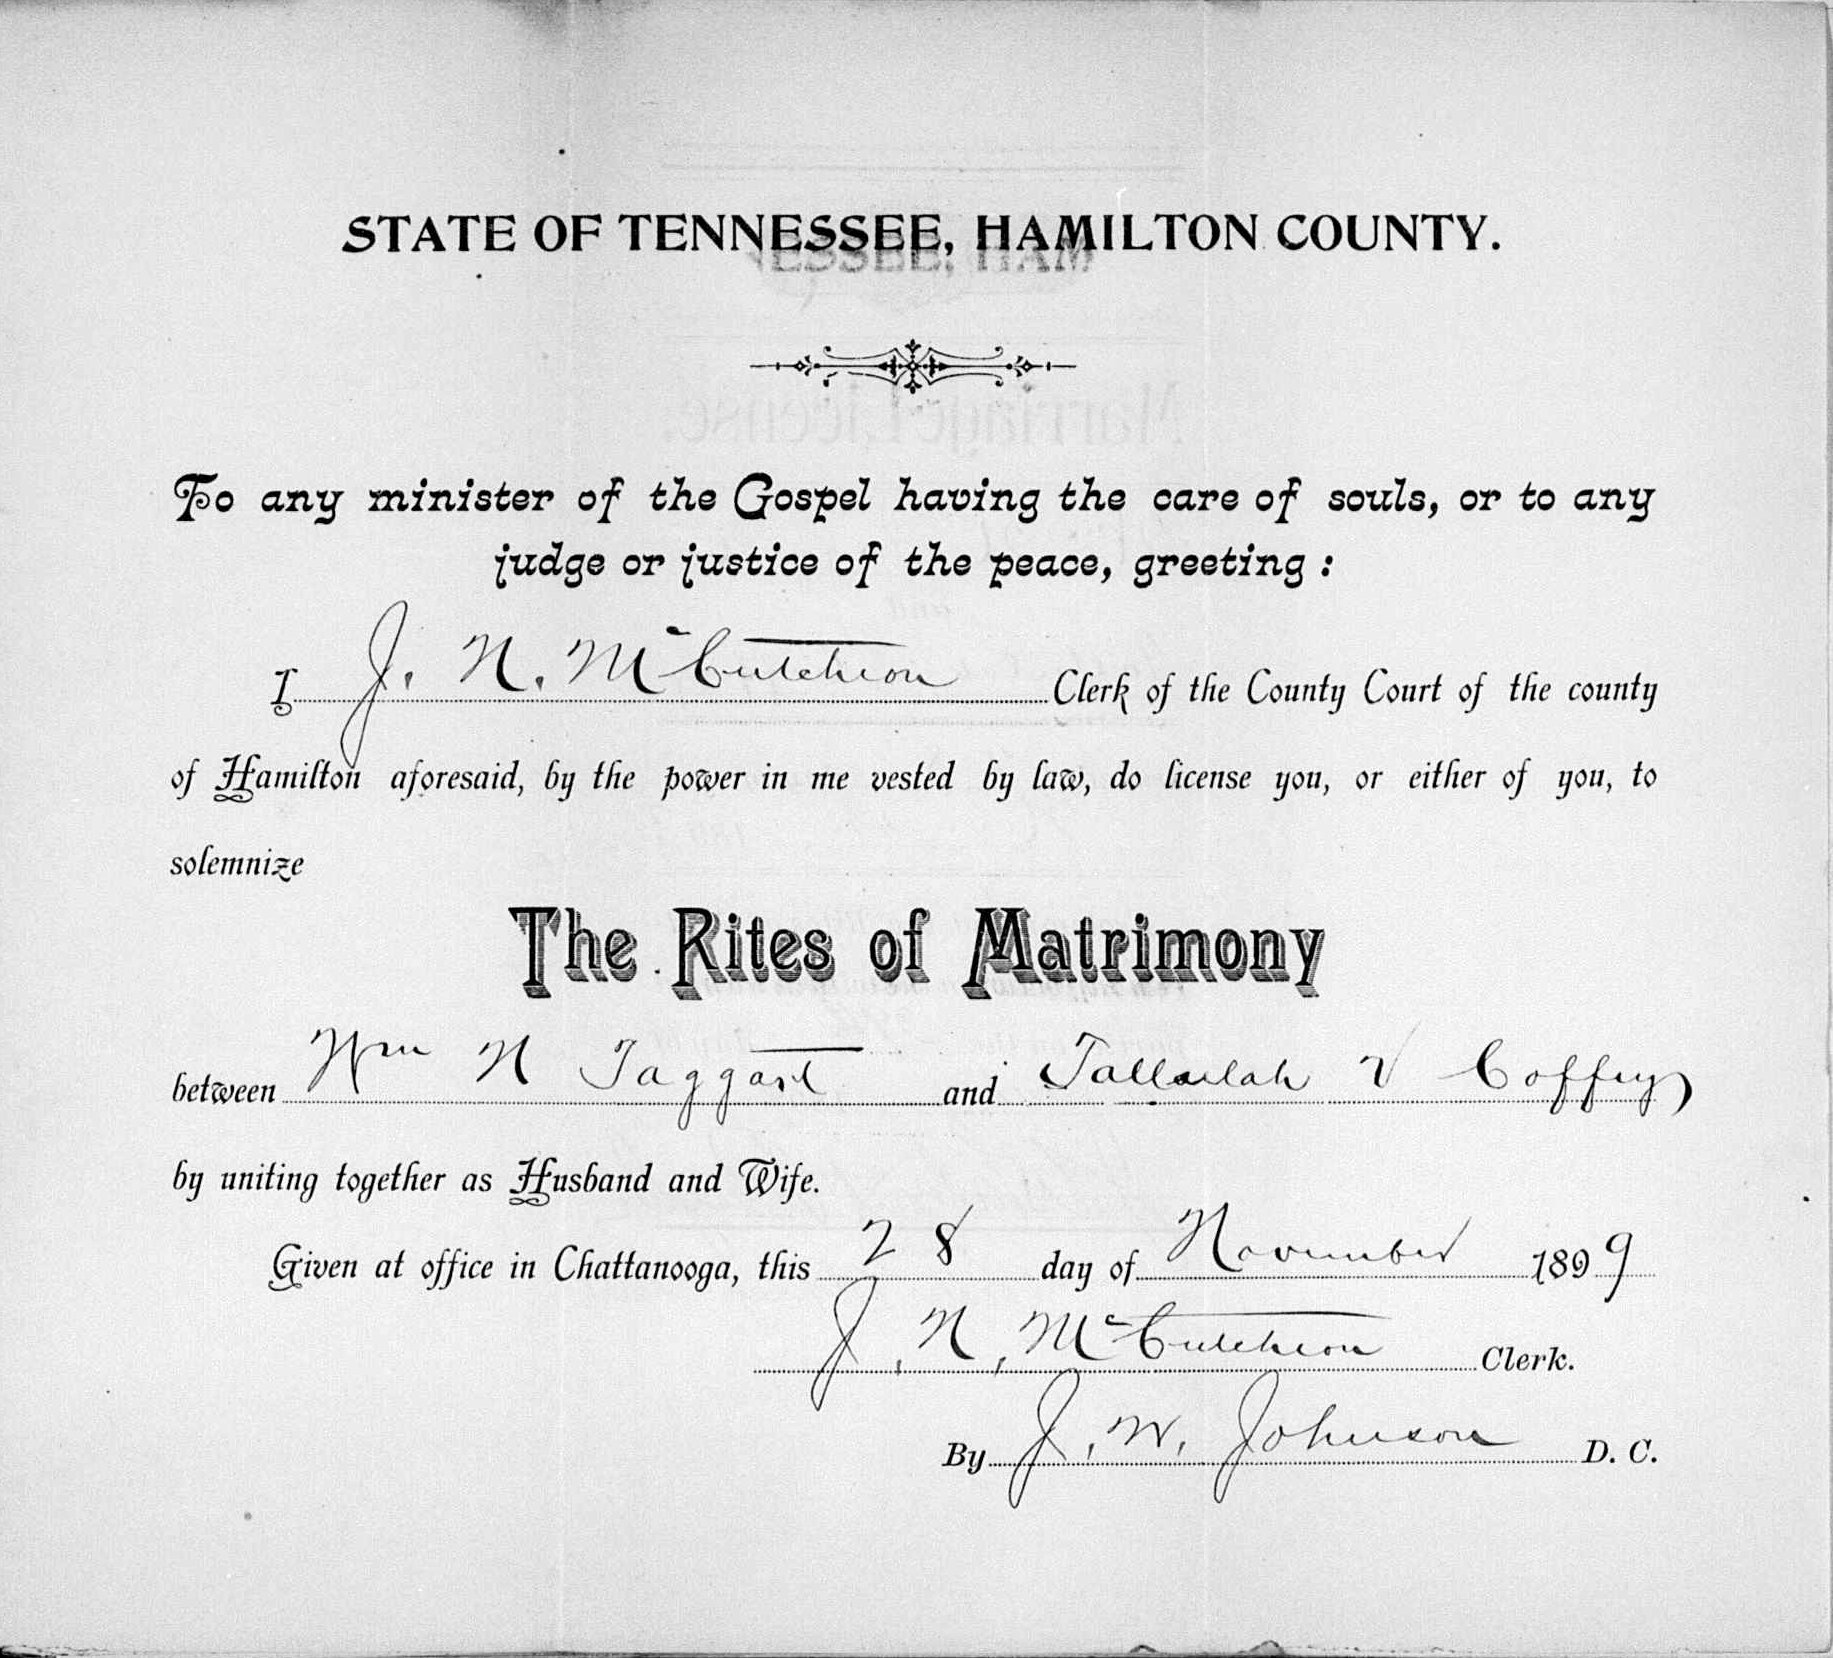 STATE OF TENNESSEE, HAMILTON COUNTY.
To any minister of the Gospel having the care of souls, or to any
judge or justice of the peace, greeting :
I J. N. McCutcheon Clerk of the County Court of the county
of Hamilton aforesaid, by the power in me vested by law, do license you, or either of you, to
solemnize
The Rites of Matrimony
between Wm N Taggart and Tallulah V Coffey
by uniting together as Husband and Wife.
Given at office in Chattanooga, this 28 day of November 1899
J. N. McCutcheon Clerk.
By J. W. Johnson D. C.